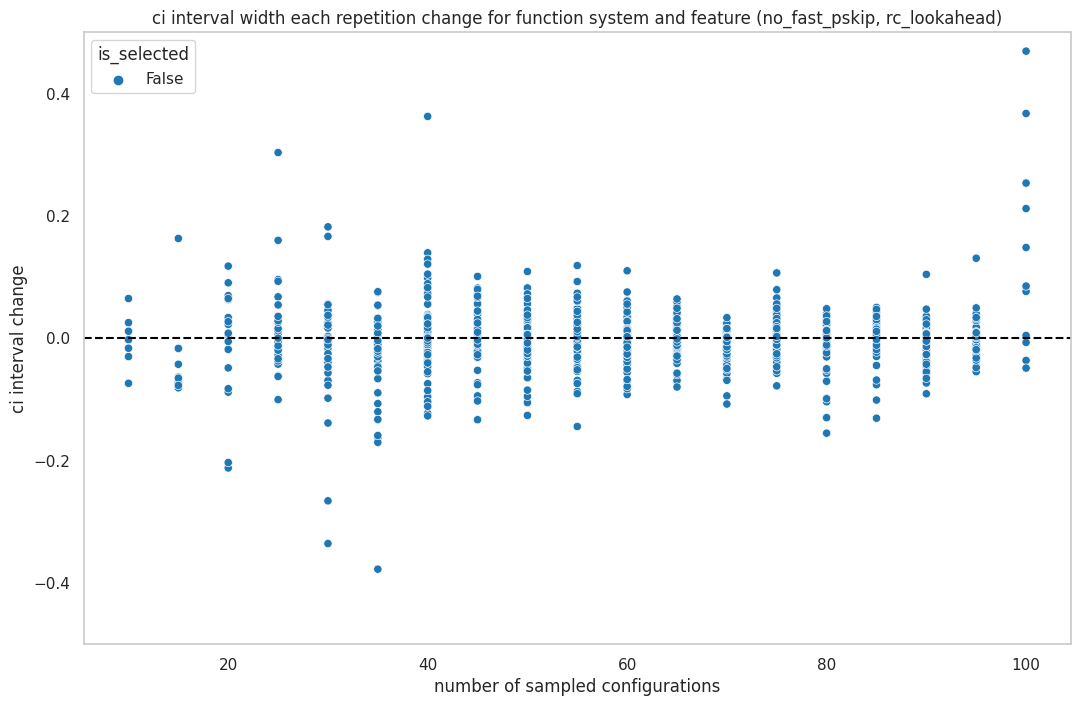 ci interval width each repetition change for function system and feature (no_fast_pskip, rc_lookahead)
is_selected
False
ci interval change
0.4
0.2
0.0
−0.2
−0.4
20
40
60
80
100
number of sampled configurations